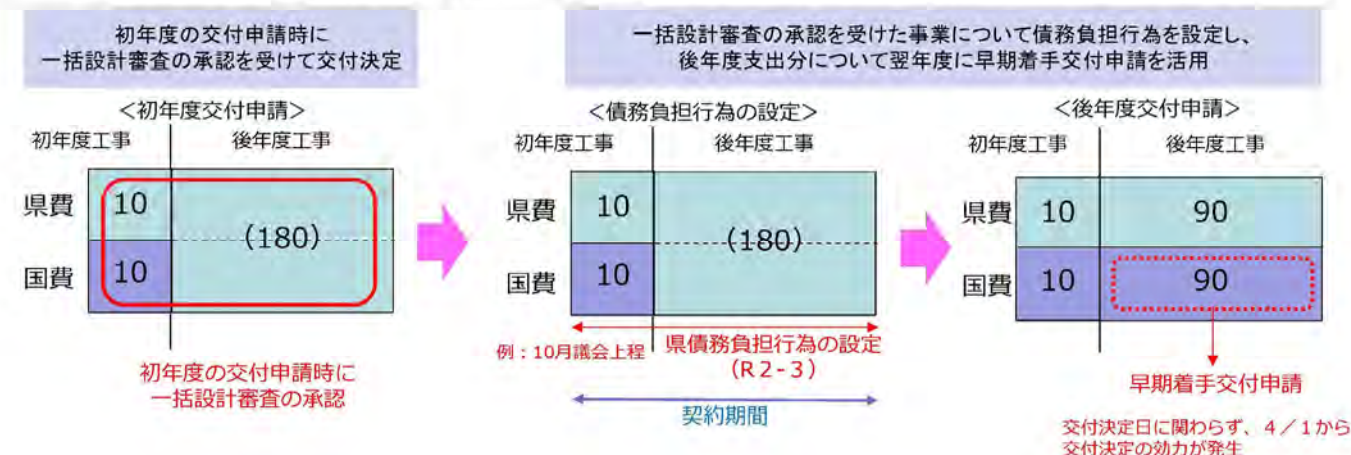 初年度の交付申請時に
一括設計審査の承認を受けて交付決定
＜初年度交付申請＞
初年度工事
後年度工事
県費
10
（180）
国費
10
初年度の交付申請時に
一括設計審査の承認
一括設計審査の承認を受けた事業について債務負担行為を設定し、
後年度支出分について翌年度に早期着手交付申請を活用
＜債務負担行為の設定＞
初年度工事
後年度工事
県費
10
（180）
国費
10
例：10月議会上程
県債務負担行為の設定
（R２-３）
契約期間
＜後年度交付申請＞
初年度工事
後年度工事
県費
10
90
国費
10
90
早期着手交付申請
交付決定日に関わらず、４／１から
交付決定の効力が発生